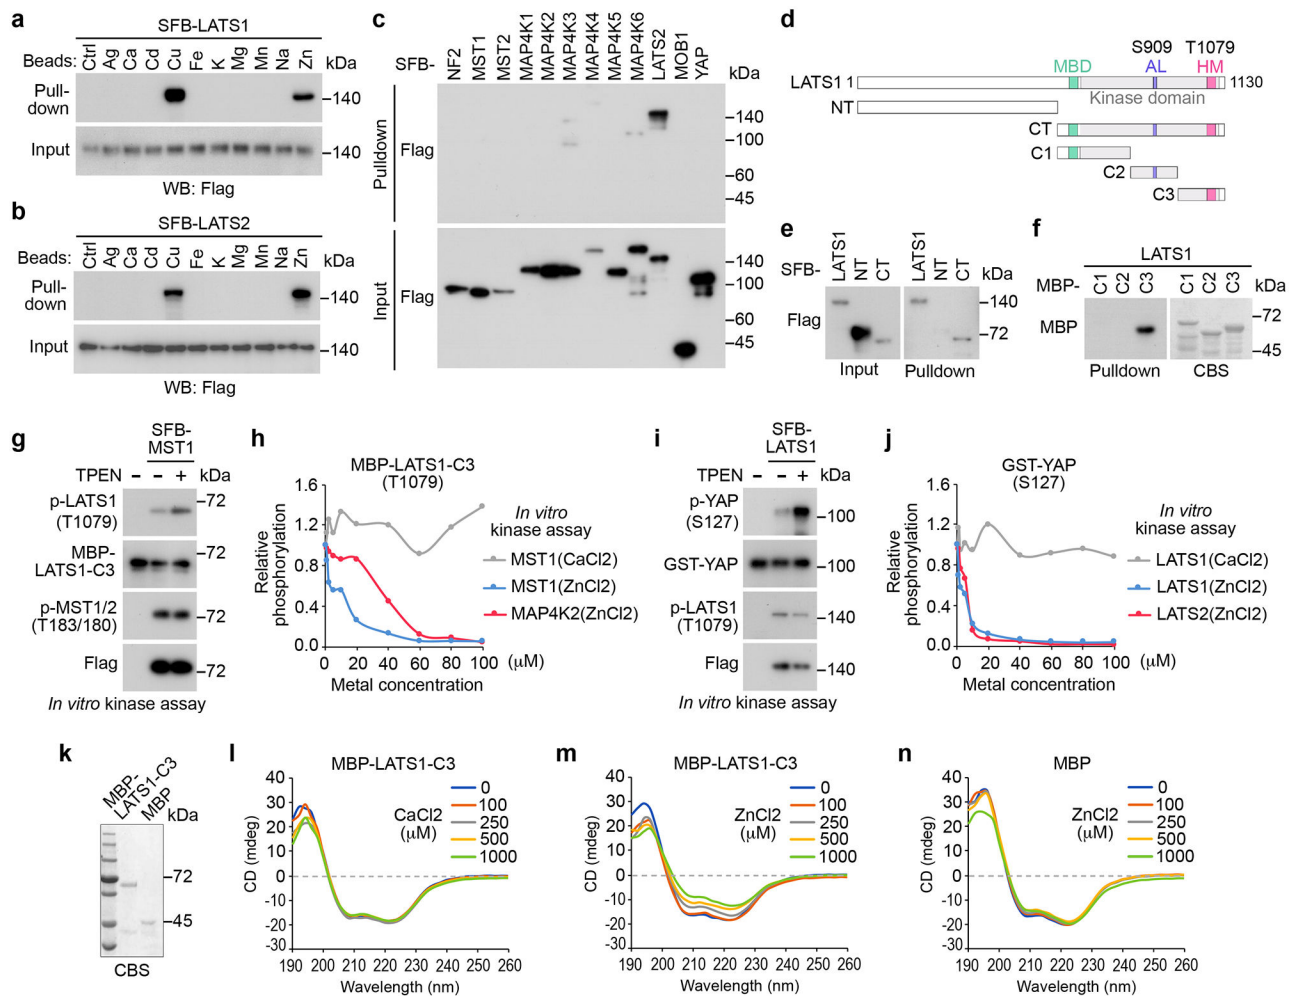 a
SFB-LATS1
Beads: Ctrl Ag Ca Cd Cu Fe K Mg Mn Na Zn kDa
Pull-
down
–140
Input
–140
WB: Flag
b
SFB-LATS2
Beads: Ctrl Ag Ca Cd Cu Fe K Mg Mn Na Zn kDa
Pull-
down
–140
Input
–140
WB: Flag
c
SFB- NF2 MST1 MST2 MAP4K1 MAP4K2 MAP4K3 MAP4K4 MAP4K5 MAP4K6 LATS2 MOB1 YAP
kDa
Pulldown
Flag
–140
–100
–60
–45
Input
Flag
–140
–100
–60
–45
d
S909 T1079
MBD AL HM
LATS1 1 1130
Kinase domain
NT
CT
C1
C2
C3
e
SFB- LATS1 NT CT LATS1 NT CT kDa
Flag
–140
–72
Input Pulldown
f
LATS1
MBP- C1 C2 C3 C1 C2 C3 kDa
MBP
–72
–45
Pulldown CBS
g
SFB-
MST1
TPEN – – + kDa
p-LATS1
(T1079)
–72
MBP-
LATS1-C3
–72
p-MST1/2
(T183/180)
–72
Flag
–72
In vitro kinase assay
h
MBP-LATS1-C3
(T1079)
Relative
phosphorylation
1.6
1.2
0.8
0.4
0.0
0 20 40 60 80 100 (μM)
Metal concentration
In vitro
kinase assay
MST1(CaCl2)
MST1(ZnCl2)
MAP4K2(ZnCl2)
i
SFB-
LATS1
TPEN – – + kDa
p-YAP
(S127)
–100
GST-YAP
–100
p-LATS1
(T1079)
–140
Flag
–140
In vitro kinase assay
j
GST-YAP
(S127)
Relative
phosphorylation
1.6
1.2
0.8
0.4
0.0
0 20 40 60 80 100 (μM)
Metal concentration
In vitro
kinase assay
LATS1(CaCl2)
LATS1(ZnCl2)
LATS2(ZnCl2)
k
MBP-
LATS1-C3
MBP
kDa
–72
–45
CBS
l
MBP-LATS1-C3
CD (mdeg)
40
30
20
10
0
-10
-20
-30
190 200 210 220 230 240 250 260
Wavelength (nm)
CaCl2
(μM)
0
100
250
500
1000
m
MBP-LATS1-C3
CD (mdeg)
40
30
20
10
0
-10
-20
-30
190 200 210 220 230 240 250 260
Wavelength (nm)
ZnCl2
(μM)
0
100
250
500
1000
n
MBP
CD (mdeg)
40
30
20
10
0
-10
-20
-30
190 200 210 220 230 240 250 260
Wavelength (nm)
ZnCl2
(μM)
0
100
250
500
1000